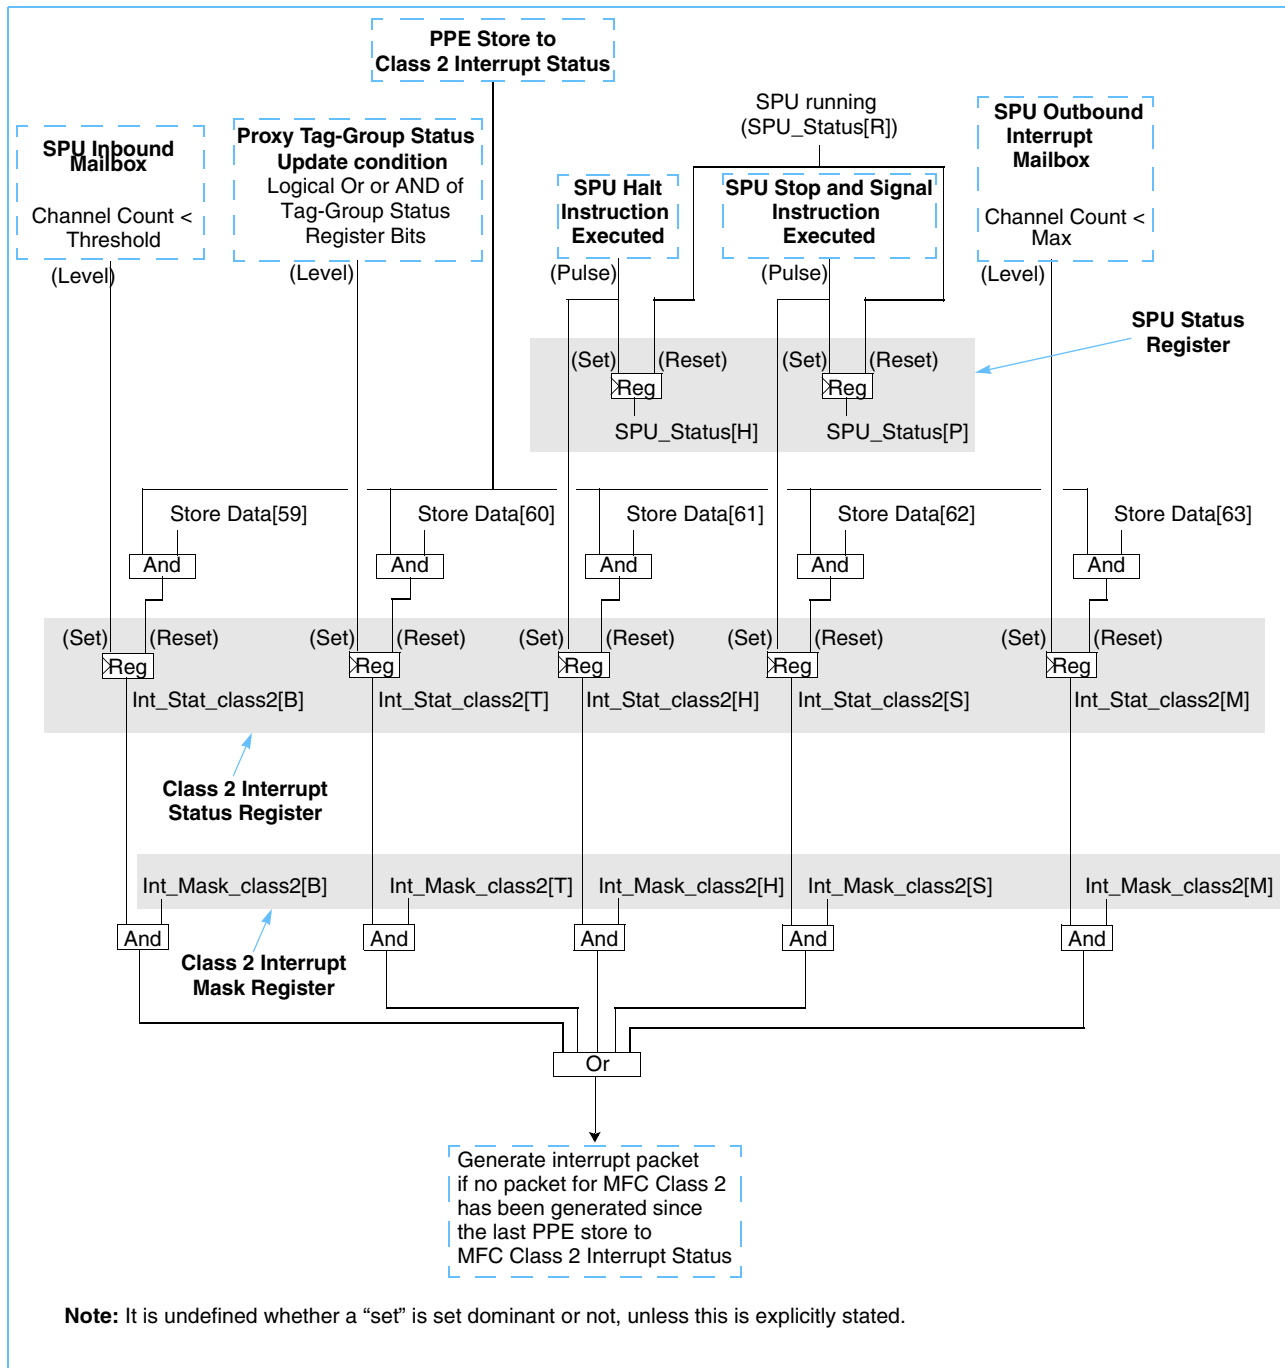 PPE Store to
Class 2 Interrupt Status
SPU running
(SPU_Status[R])
SPU Inbound
Mailbox
Channel Count <
Threshold
(Level)
Proxy Tag-Group Status
Update condition
Logical Or or AND of
Tag-Group Status
Register Bits
(Level)
SPU Halt
Instruction
Executed
(Pulse)
SPU Stop and Signal
Instruction
Executed
(Pulse)
SPU Outbound
Interrupt
Mailbox
Channel Count <
Max
(Level)
SPU Status
Register
(Set) (Reset) (Set) (Reset)
Reg Reg
SPU_Status[H] SPU_Status[P]
Store Data[59] Store Data[60] Store Data[61] Store Data[62] Store Data[63]
And And And And And
(Set) (Reset) (Set) (Reset) (Set) (Reset) (Set) (Reset) (Set) (Reset)
Reg Reg Reg Reg Reg
Int_Stat_class2[B] Int_Stat_class2[T] Int_Stat_class2[H] Int_Stat_class2[S] Int_Stat_class2[M]
Class 2 Interrupt
Status Register
Int_Mask_class2[B] Int_Mask_class2[T] Int_Mask_class2[H] Int_Mask_class2[S] Int_Mask_class2[M]
And And And And And
Class 2 Interrupt
Mask Register
Or
Generate interrupt packet
if no packet for MFC Class 2
has been generated since
the last PPE store to
MFC Class 2 Interrupt Status
Note: It is undefined whether a “set” is set dominant or not, unless this is explicitly stated.